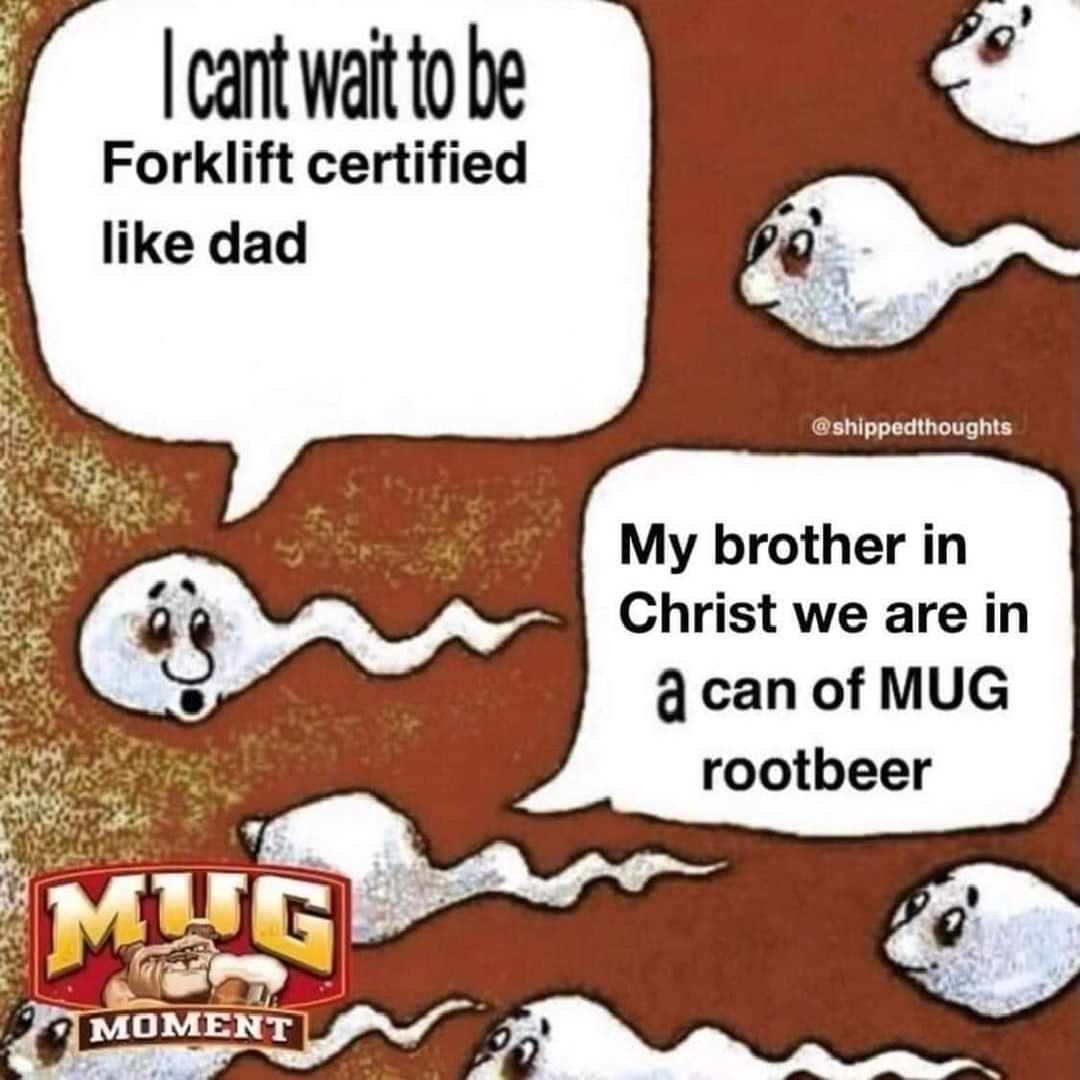 I cant wait to be
Forklift certified
like dad
@shippedthoughts
My brother in
Christ we are in
a can of MUG
rootbeer
MUG
MOMENT